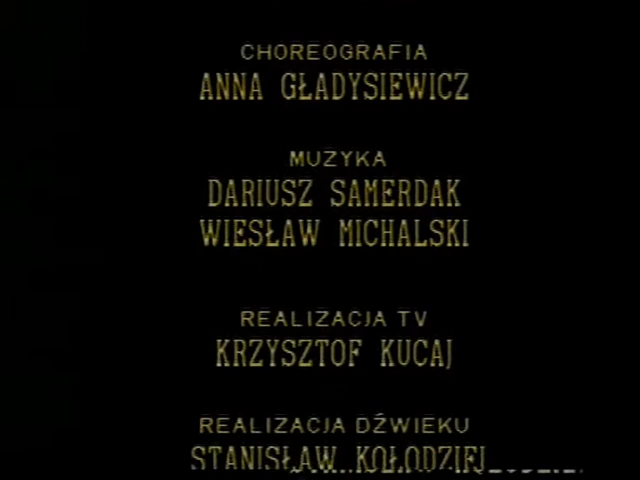 CHOREOGRAFIA
ANNA GŁADYSIEWICZ
MUZYKA
DARIUSZ SAMERDAK
WIESŁAW MICHALSKI
REALIZACJA TV
KRZYSZTOF KUCAJ
REALIZACJA DŹWIEKU
STANISŁAW KOŁODZIEJ